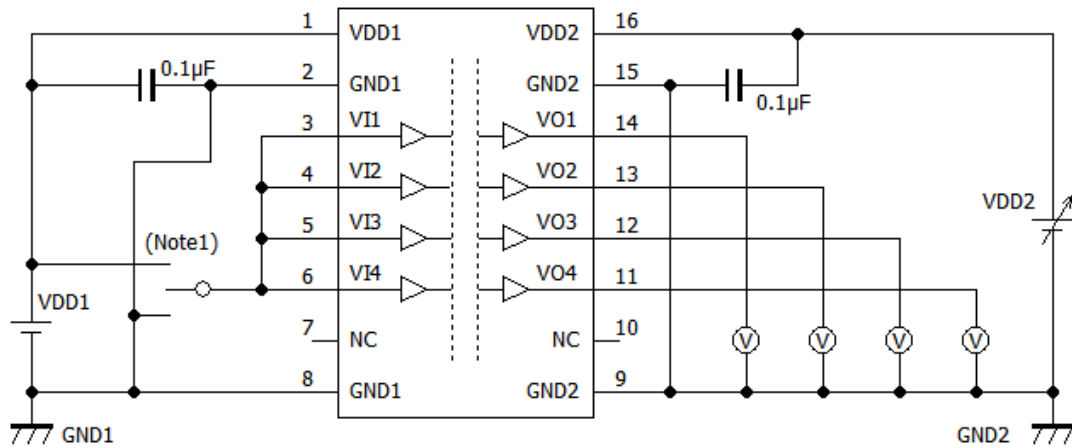 1 VDD1 VDD2 16
0.1μF 2 GND1 GND2 15 0.1μF
3 VI1 VO1 14
4 VI2 VO2 13
5 VI3 VO3 12 VDD2
(Note1)
6 VI4 VO4 11
VDD1
7 NC NC 10 V V V V
8 GND1 GND2 9
GND1 GND2